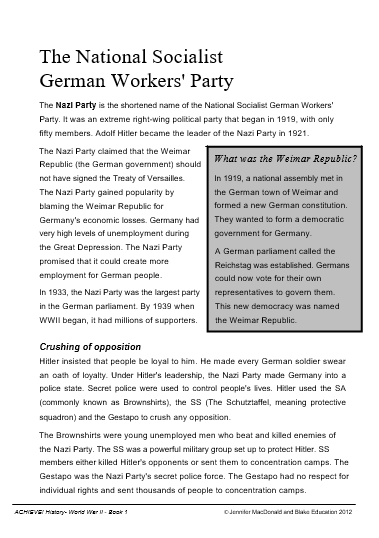 The National Socialist
German Workers' Party
The Nazi Party is the shortened name of the National Socialist German Workers'
Party. It was an extreme right-wing political party that began in 1919, with only
fifty members. Adolf Hitler became the leader of the Nazi Party in 1921.
The Nazi Party claimed that the Weimar
Republic (the German government) should
not have signed the Treaty of Versailles.
The Nazi Party gained popularity by
blaming the Weimar Republic for
Germany's economic losses. Germany had
very high levels of unemployment during
the Great Depression. The Nazi Party
promised that it could create more
employment for German people.
In 1933, the Nazi Party was the largest party
in the German parliament. By 1939 when
WWII began, it had millions of supporters.
What was the Weimar Republic?
In 1919, a national assembly met in
the German town of Weimar and
formed a new German constitution.
They wanted to form a democratic
government for Germany.
A German parliament called the
Reichstag was established. Germans
could now vote for their own
representatives to govern them.
This new democracy was named
the Weimar Republic.
Crushing of opposition
Hitler insisted that people be loyal to him. He made every German soldier swear
an oath of loyalty. Under Hitler's leadership, the Nazi Party made Germany into a
police state. Secret police were used to control people's lives. Hitler used the SA
(commonly known as Brownshirts), the SS (The Schutztaffel, meaning protective
squadron) and the Gestapo to crush any opposition.
The Brownshirts were young unemployed men who beat and killed enemies of
the Nazi Party. The SS was a powerful military group set up to protect Hitler. SS
members either killed Hitler's opponents or sent them to concentration camps. The
Gestapo was the Nazi Party's secret police force. The Gestapo had no respect for
individual rights and sent thousands of people to concentration camps.
ACHIEVE! History- World War II - Book 1
© Jennifer MacDonald and Blake Education 2012